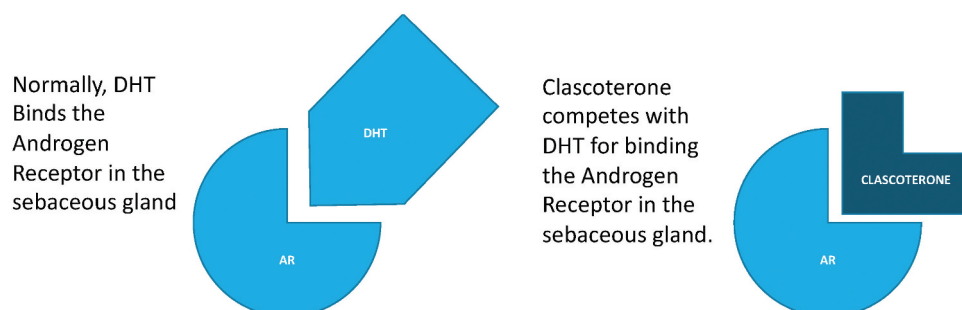 Normally, DHT
Binds the
Androgen
Receptor in the
sebaceous gland
DHT
AR
Clascoterone
competes with
DHT for binding
the Androgen
Receptor in the
sebaceous gland.
CLASCOTERONE
AR